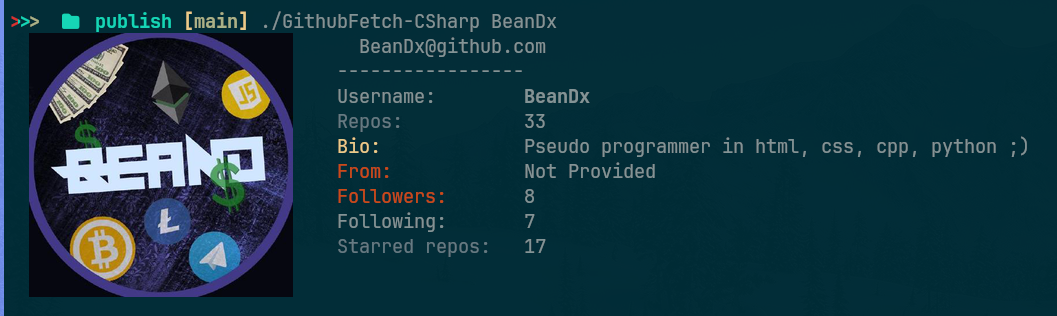 >>> publish [main] ./GithubFetch-CSharp BeanDx
BeanDx@github.com
-----------------
Username: BeanDx
Repos: 33
Bio: Pseudo programmer in html, css, cpp, python ;)
From: Not Provided
Followers: 8
Following: 7
Starred repos: 17
JS
$
BEAND
$
Ł
₿